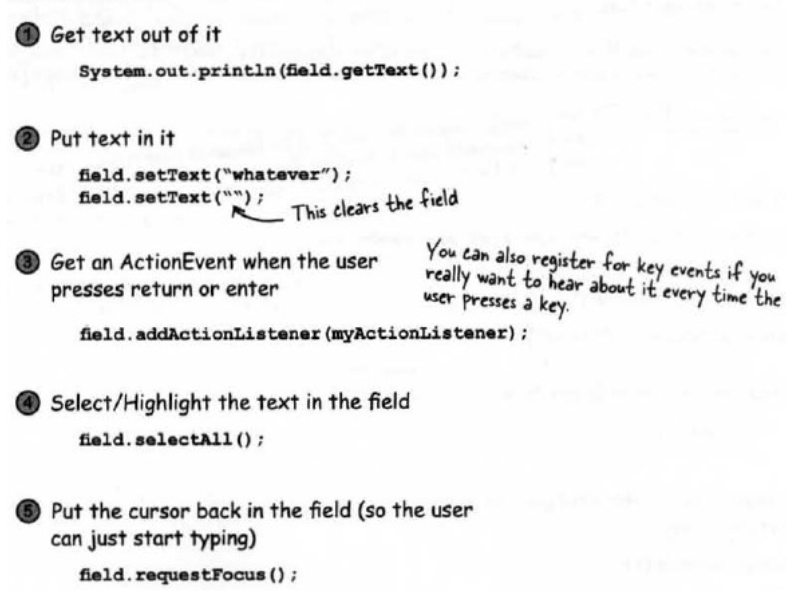 1 Get text out of it
System.out.println(field.getText());
2 Put text in it
field.setText("whatever");
field.setText("");
This clears the field
3 Get an ActionEvent when the user
presses return or enter
You can also register for key events if you
really want to hear about it every time the
user presses a key.
field.addActionListener(myActionListener);
4 Select/Highlight the text in the field
field.selectAll();
5 Put the cursor back in the field (so the user
can just start typing)
field.requestFocus();